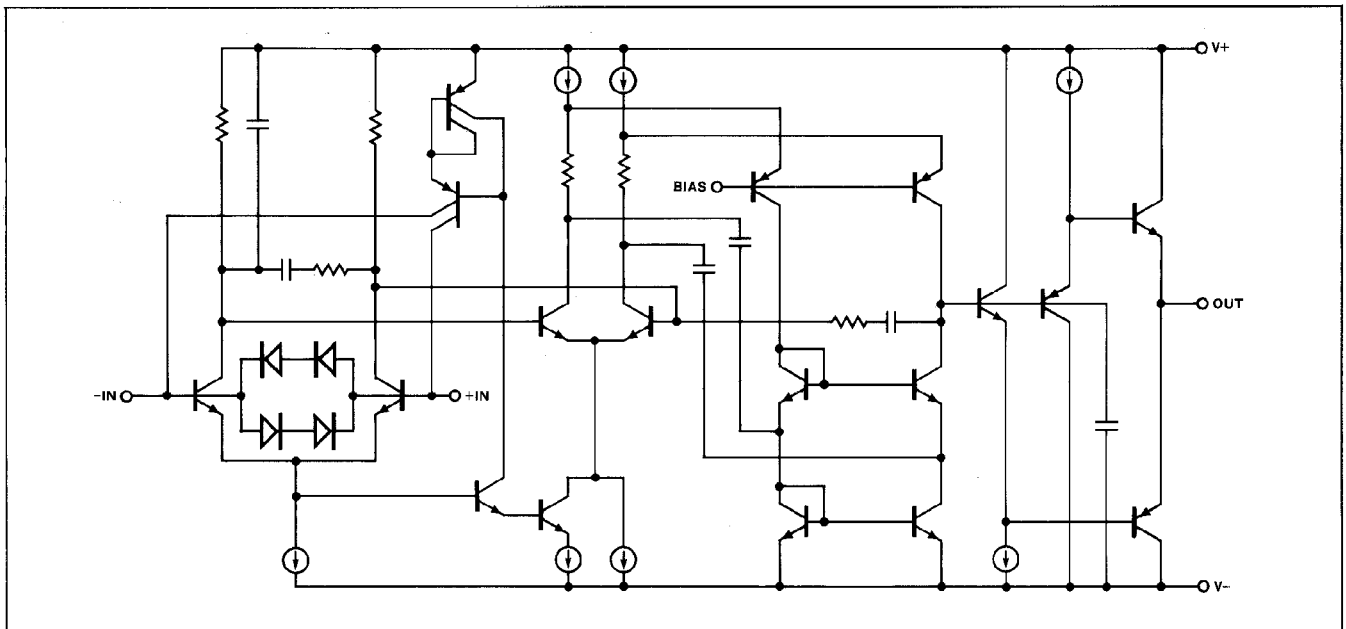 V+
BIAS
OUT
-IN
+IN
V-